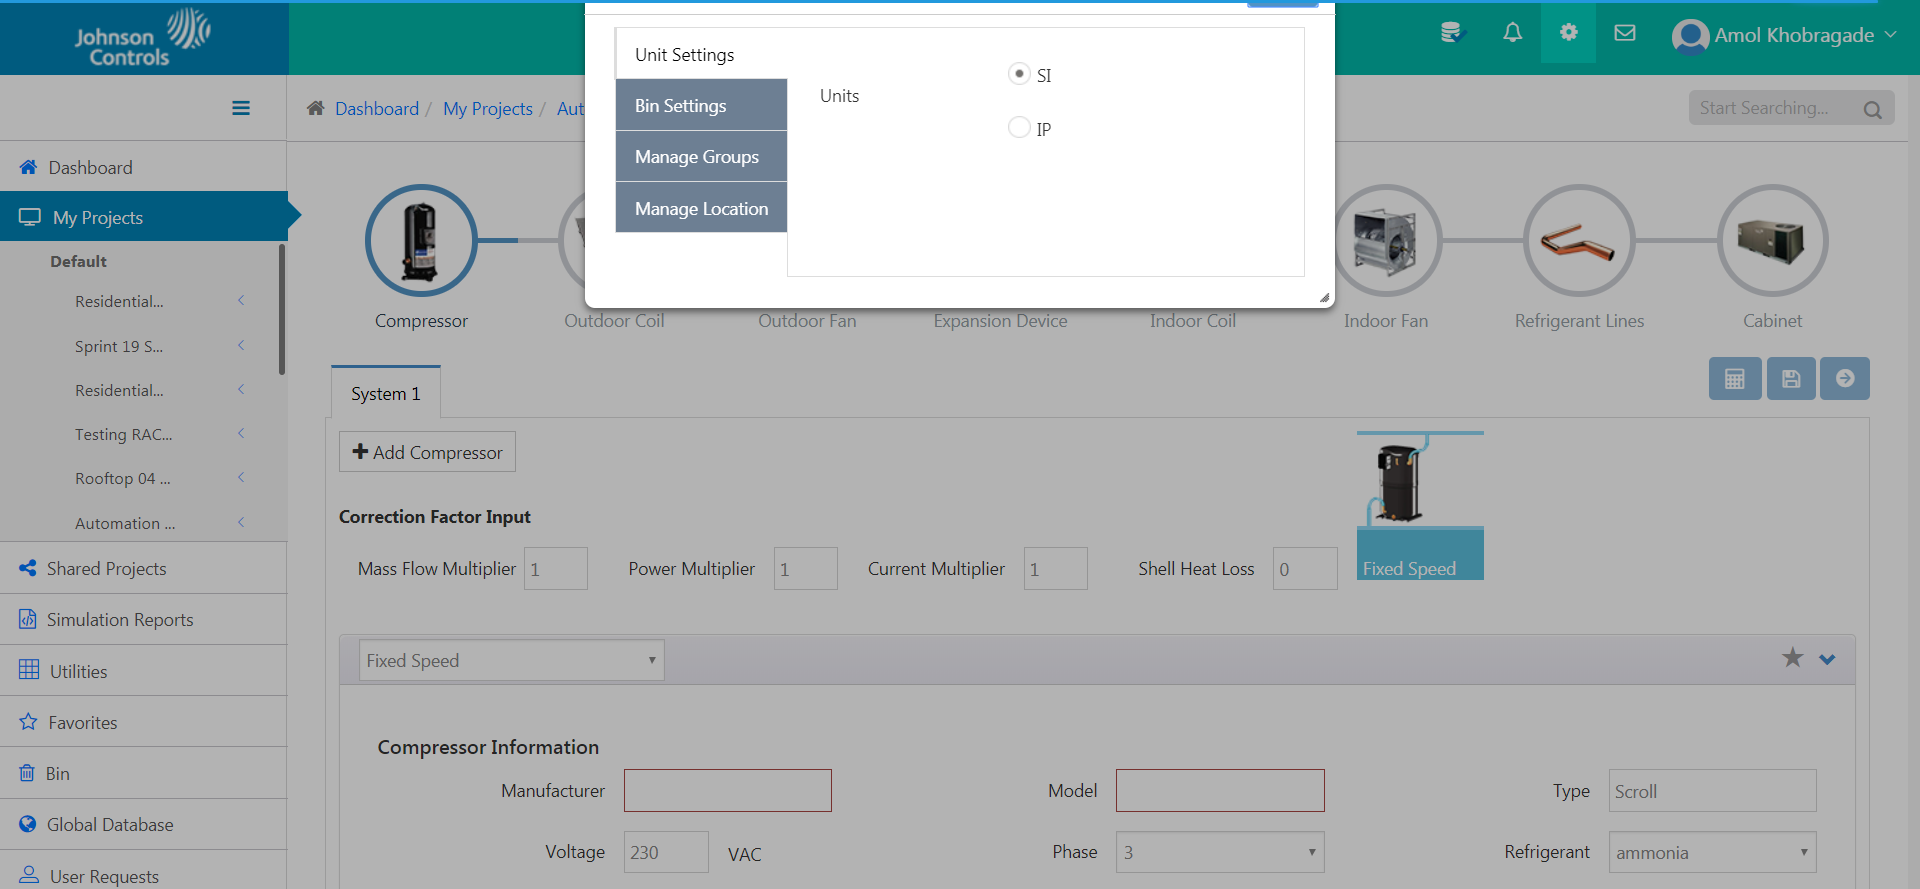 Johnson
Controls
Amol Khobragade
Dashboard / My Projects / Aut
Start Searching...
Dashboard
My Projects
Default
Residential...
Sprint 19 S...
Residential...
Testing RAC...
Rooftop 04 ...
Automation ...
Shared Projects
Simulation Reports
Utilities
Favorites
Bin
Global Database
User Requests
Unit Settings
Bin Settings
Manage Groups
Manage Location
Units
SI
IP
Compressor
Outdoor Coil
Outdoor Fan
Expansion Device
Indoor Coil
Indoor Fan
Refrigerant Lines
Cabinet
System 1
Add Compressor
Correction Factor Input
Mass Flow Multiplier 1
Power Multiplier 1
Current Multiplier 1
Shell Heat Loss 0
Fixed Speed
Fixed Speed
Compressor Information
Manufacturer
Model
Type Scroll
Voltage 230 VAC
Phase 3
Refrigerant ammonia